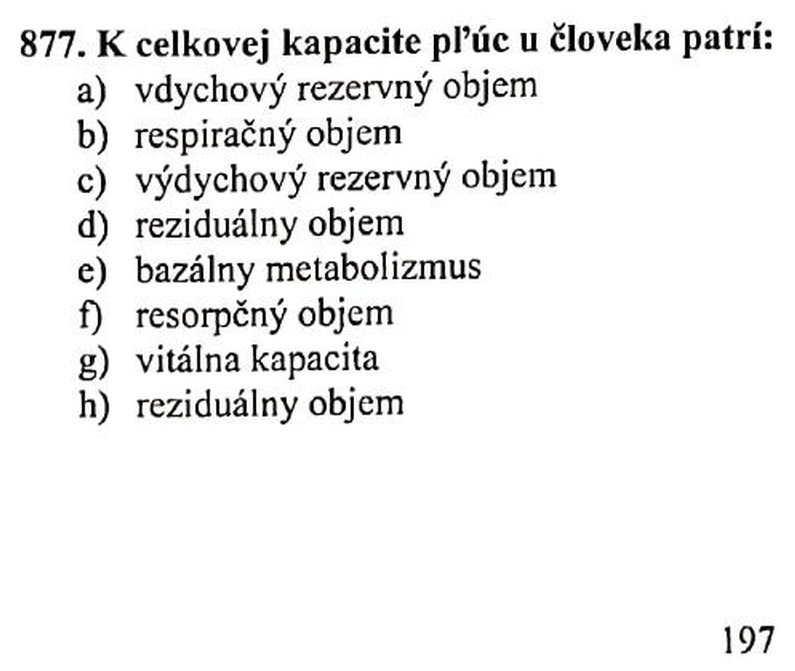 877. K celkovej kapacite pľúc u človeka patrí:
a) vdychový rezervný objem
b) respiračný objem
c) výdychový rezervný objem
d) reziduálny objem
e) bazálny metabolizmus
f) resorpčný objem
g) vitálna kapacita
h) reziduálny objem
197